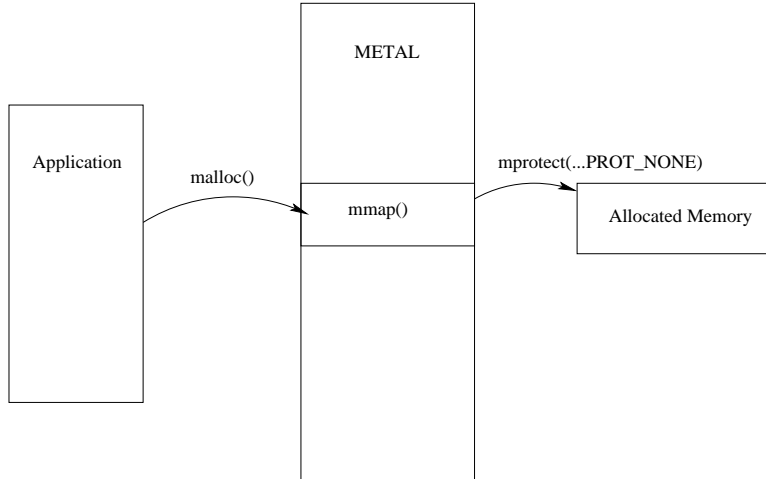 METAL
Application
malloc()
mmap()
mprotect(...PROT_NONE)
Allocated Memory